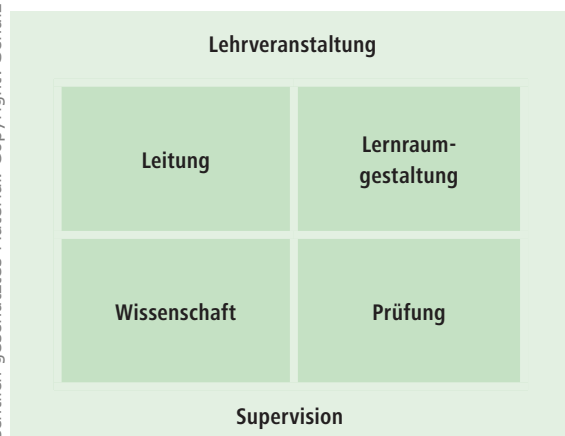 Lehrveranstaltung
Leitung
Lernraum-
gestaltung
Wissenschaft
Prüfung
Supervision